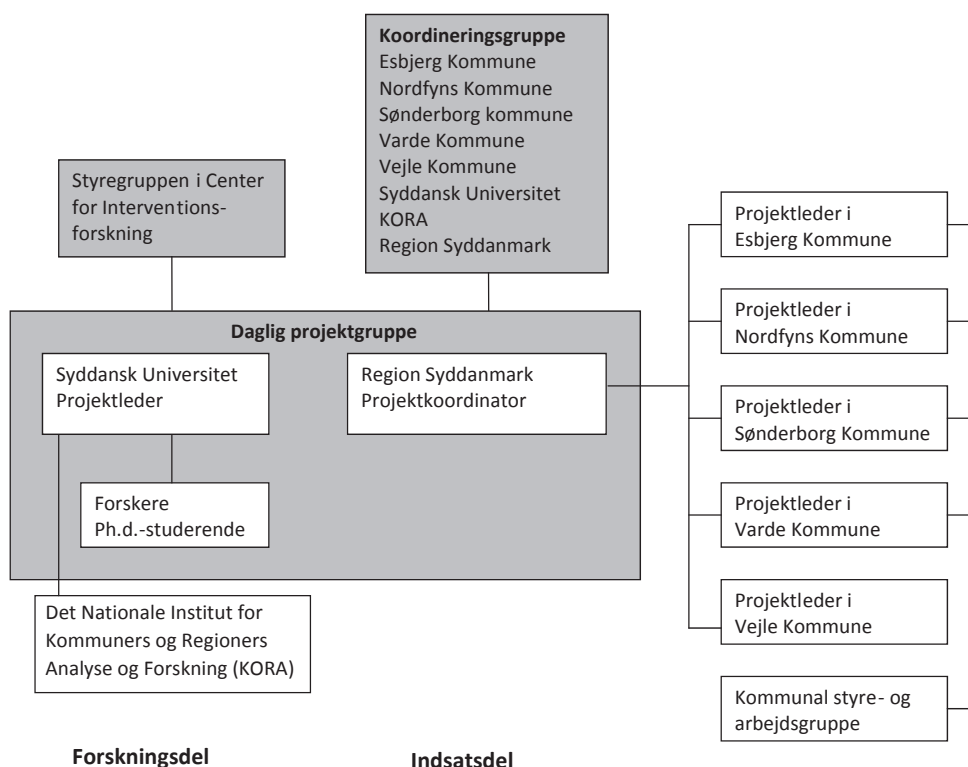 Koordineringsgruppe
Esbjerg Kommune
Nordfyns Kommune
Sønderborg kommune
Varde Kommune
Vejle Kommune
Syddansk Universitet
KORA
Region Syddanmark
Styregruppen i Center
for Interventions-
forskning
Daglig projektgruppe
Syddansk Universitet
Projektleder
Region Syddanmark
Projektkoordinator
Forskere
Ph.d.-studerende
Det Nationale Institut for
Kommuners og Regioners
Analyse og Forskning (KORA)
Projektleder i
Esbjerg Kommune
Projektleder i
Nordfyns Kommune
Projektleder i
Sønderborg Kommune
Projektleder i
Varde Kommune
Projektleder i
Vejle Kommune
Kommunal styre- og
arbejdsgruppe
Forskningsdel
Indsatsdel